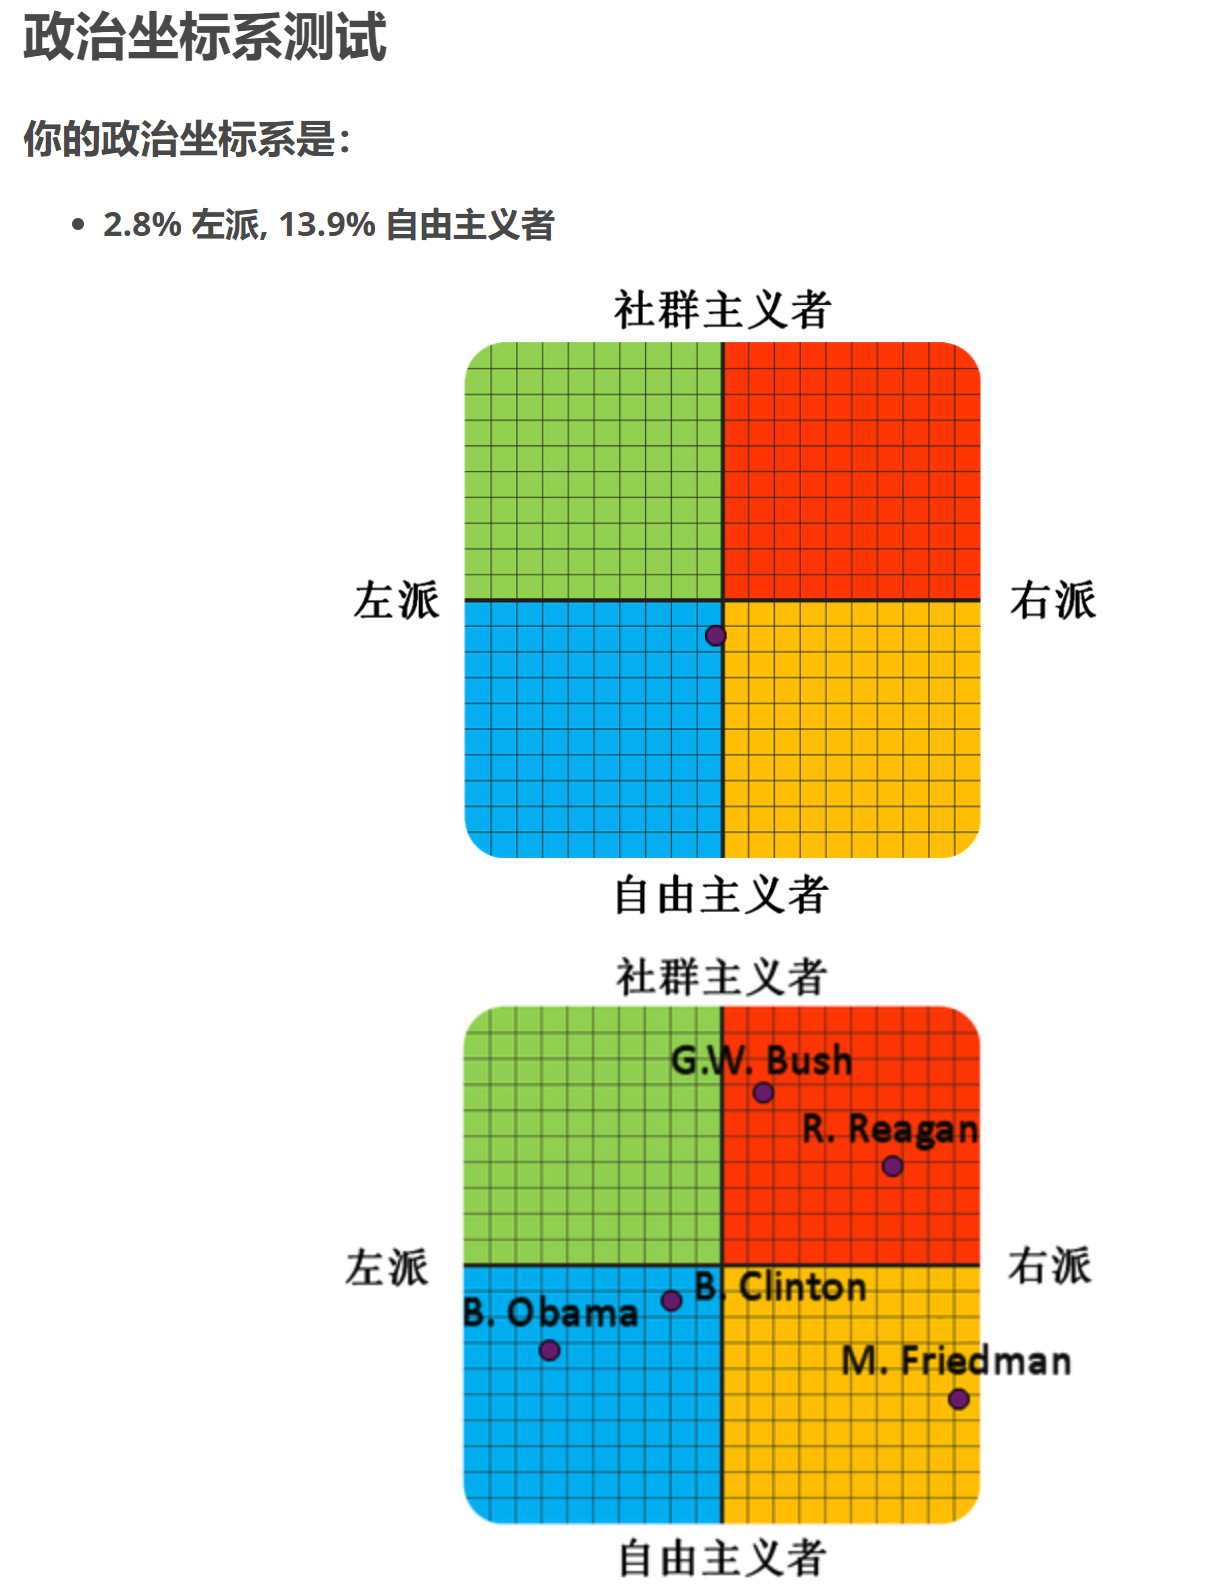 政治坐标系测试
你的政治坐标系是：
• 2.8% 左派, 13.9% 自由主义者
社群主义者
左派
右派
自由主义者
社群主义者
G.W. Bush
R. Reagan
左派
右派
B. Clinton
B. Obama
M. Friedman
自由主义者